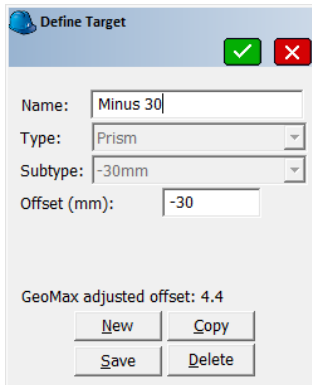 Define Target
Name: Minus 30
Type: Prism
Subtype: -30mm
Offset (mm): -30
GeoMax adjusted offset: 4.4
New Copy
Save Delete